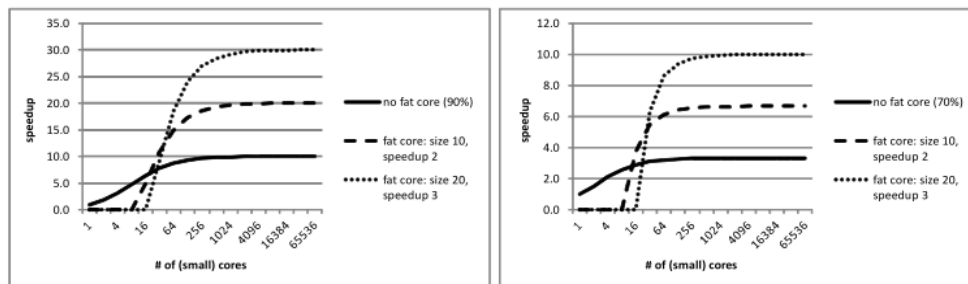 35.0
30.0
25.0
20.0
15.0
10.0
5.0
0.0
speedup
1
4
16
64
256
1024
4096
16384
65536
# of (small) cores
no fat core (90%)
fat core: size 10,
speedup 2
fat core: size 20,
speedup 3
12.0
10.0
8.0
6.0
4.0
2.0
0.0
speedup
1
4
16
64
256
1024
4096
16384
65536
# of (small) cores
no fat core (70%)
fat core: size 10,
speedup 2
fat core: size 20,
speedup 3